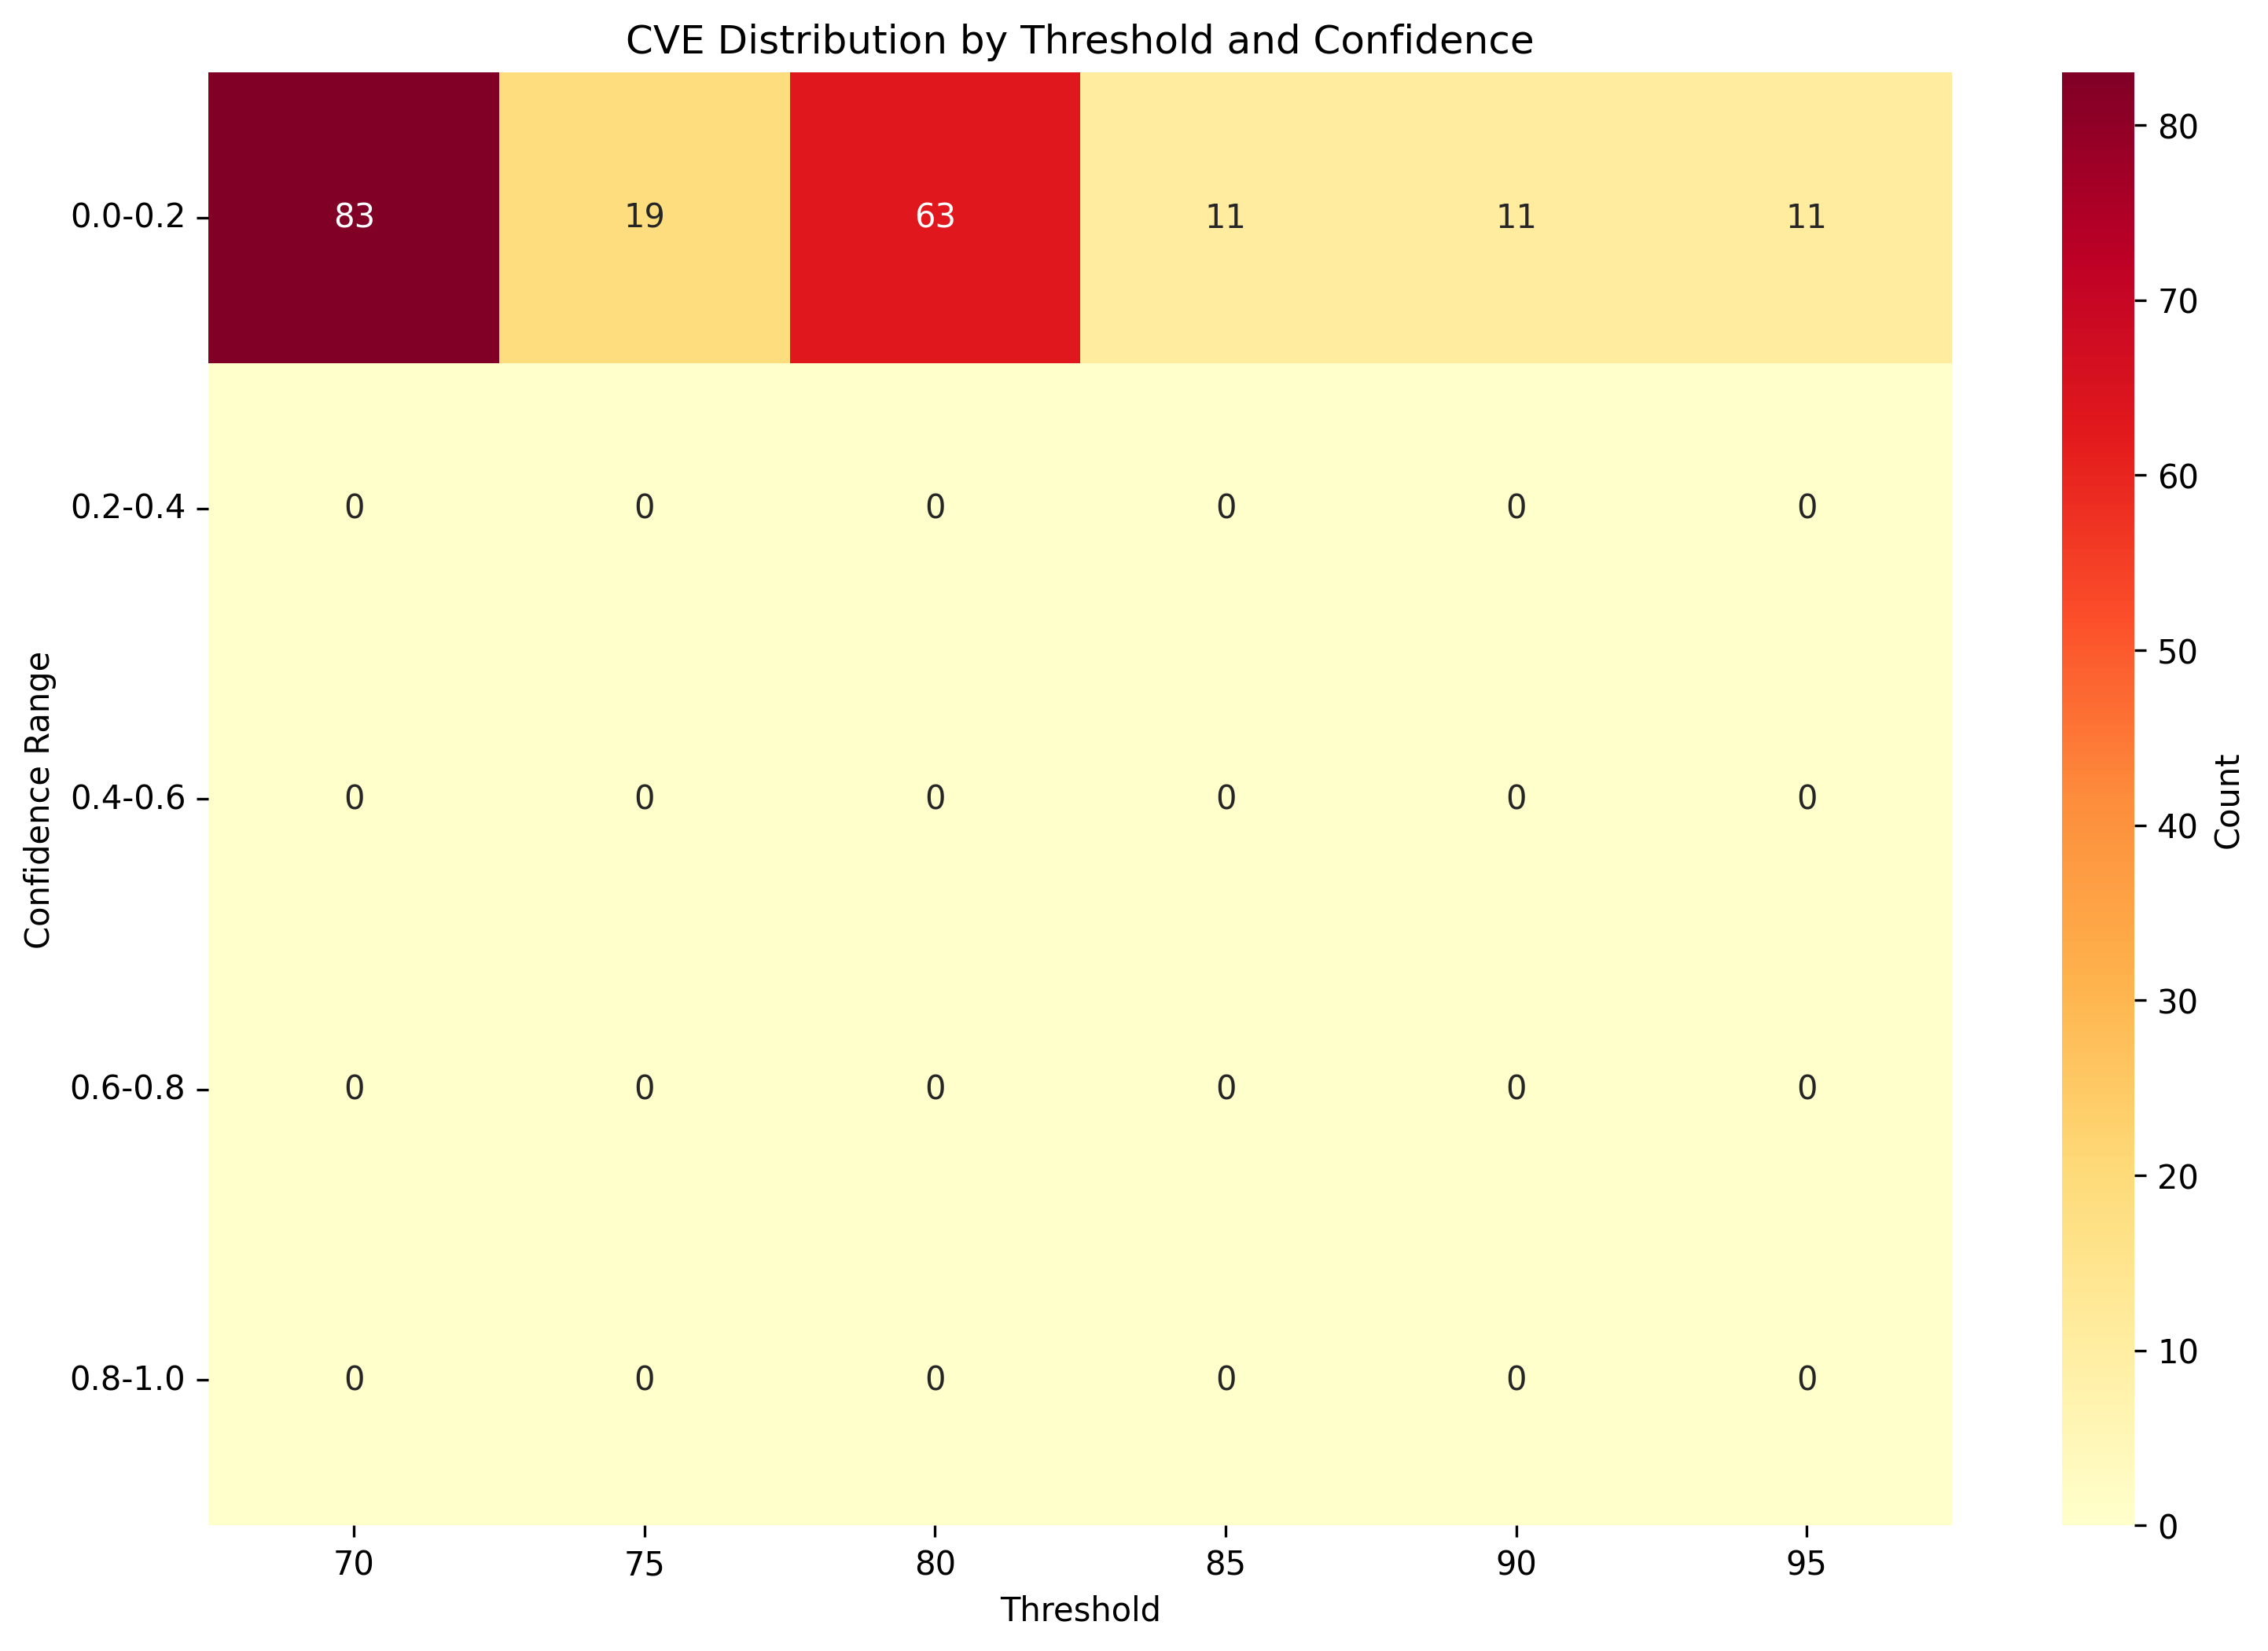 CVE Distribution by Threshold and Confidence
Confidence Range
0.0-0.2 83 19 63 11 11 11
0.2-0.4 0 0 0 0 0 0
0.4-0.6 0 0 0 0 0 0
0.6-0.8 0 0 0 0 0 0
0.8-1.0 0 0 0 0 0 0
70 75 80 85 90 95
Threshold
80
70
60
50
40
30
20
10
0
Count